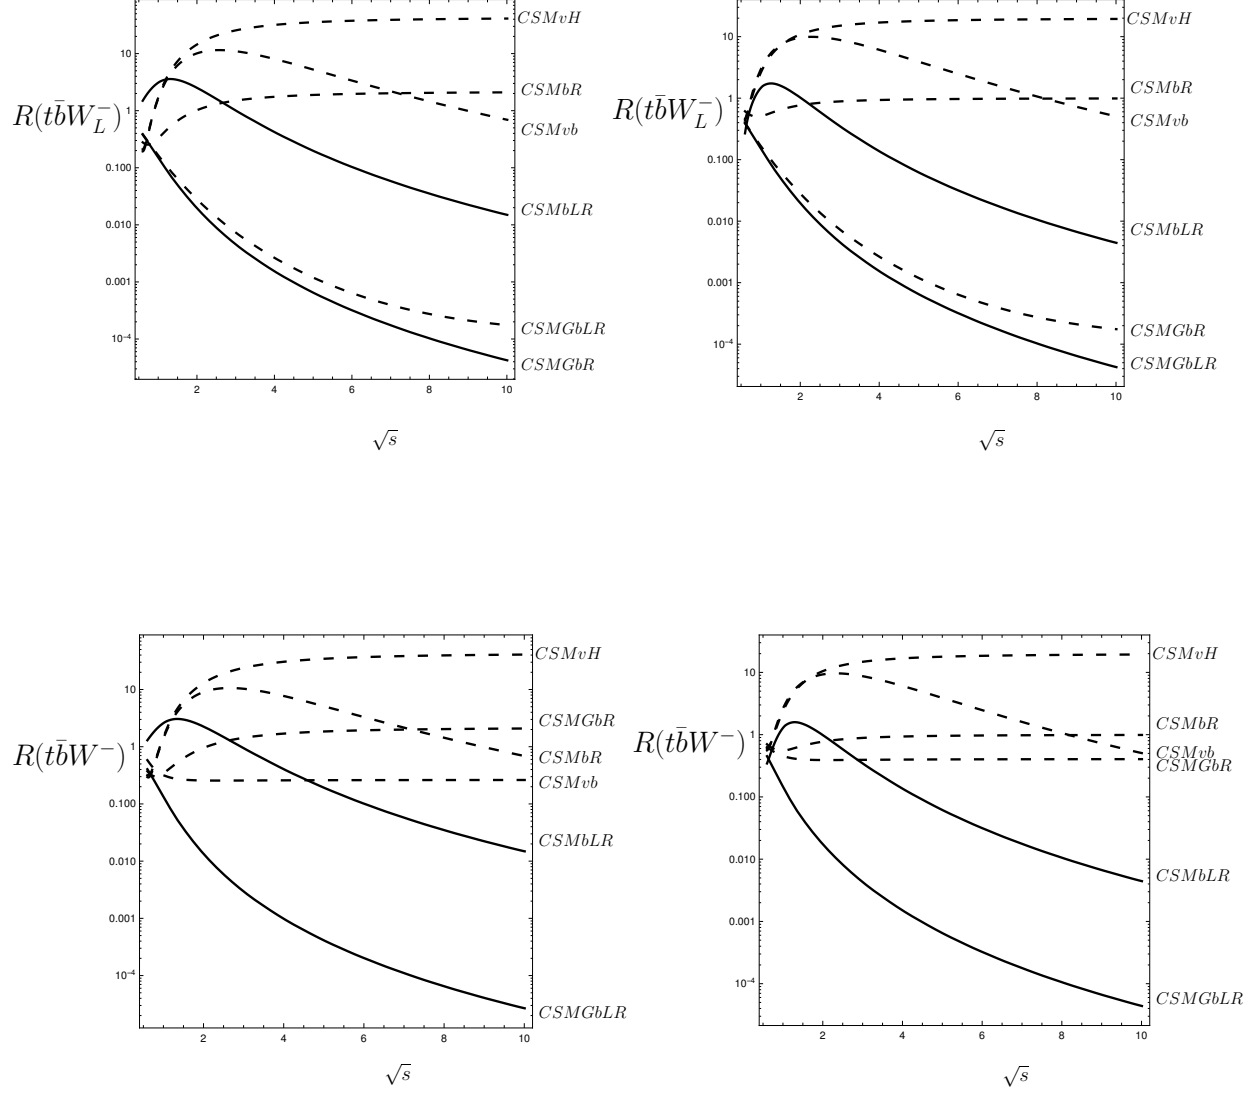 CSMvH
10
CSMbR
1
R(tb̄W_L^-)
CSMvb
0.100
CSMbLR
0.010
0.001
CSMGbLR
10⁻⁴
CSMGbR
2 4 6 8 10
√s
CSMvH
10
CSMbR
1
R(tb̄W_L^-)
CSMvb
0.100
CSMbLR
0.010
0.001
CSMGbR
10⁻⁴
CSMGbLR
2 4 6 8 10
√s
CSMvH
10
CSMGbR
1
R(tb̄W^-)
CSMbR
CSMvb
0.100
CSMbLR
0.010
0.001
10⁻⁴
CSMGbLR
2 4 6 8 10
√s
CSMvH
10
CSMbR
1
R(tb̄W^-)
CSMvb
CSMGbR
0.100
CSMbLR
0.010
0.001
10⁻⁴
CSMGbLR
2 4 6 8 10
√s